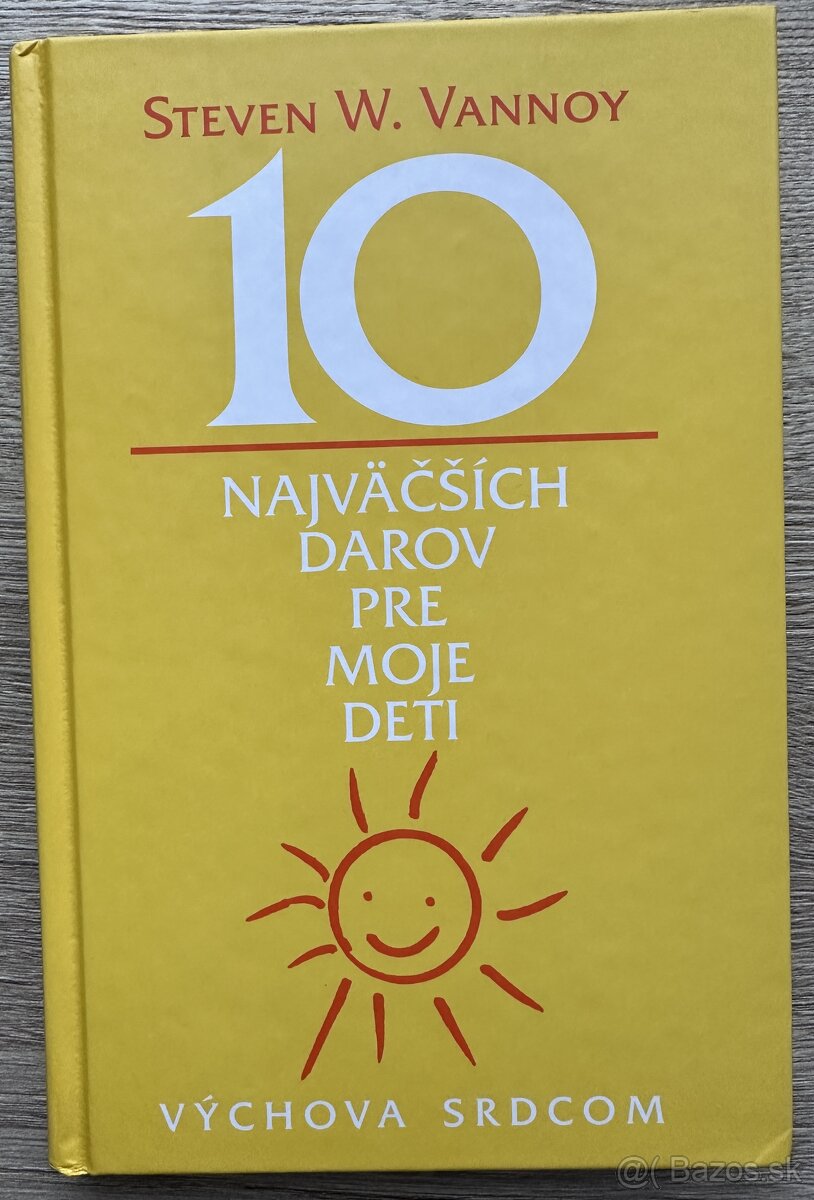 STEVEN W. VANNOY
10
NAJVÄČŠÍCH
DAROV
PRE
MOJE
DETI
VÝCHOVA SRDCOM
@( Bazos.sk